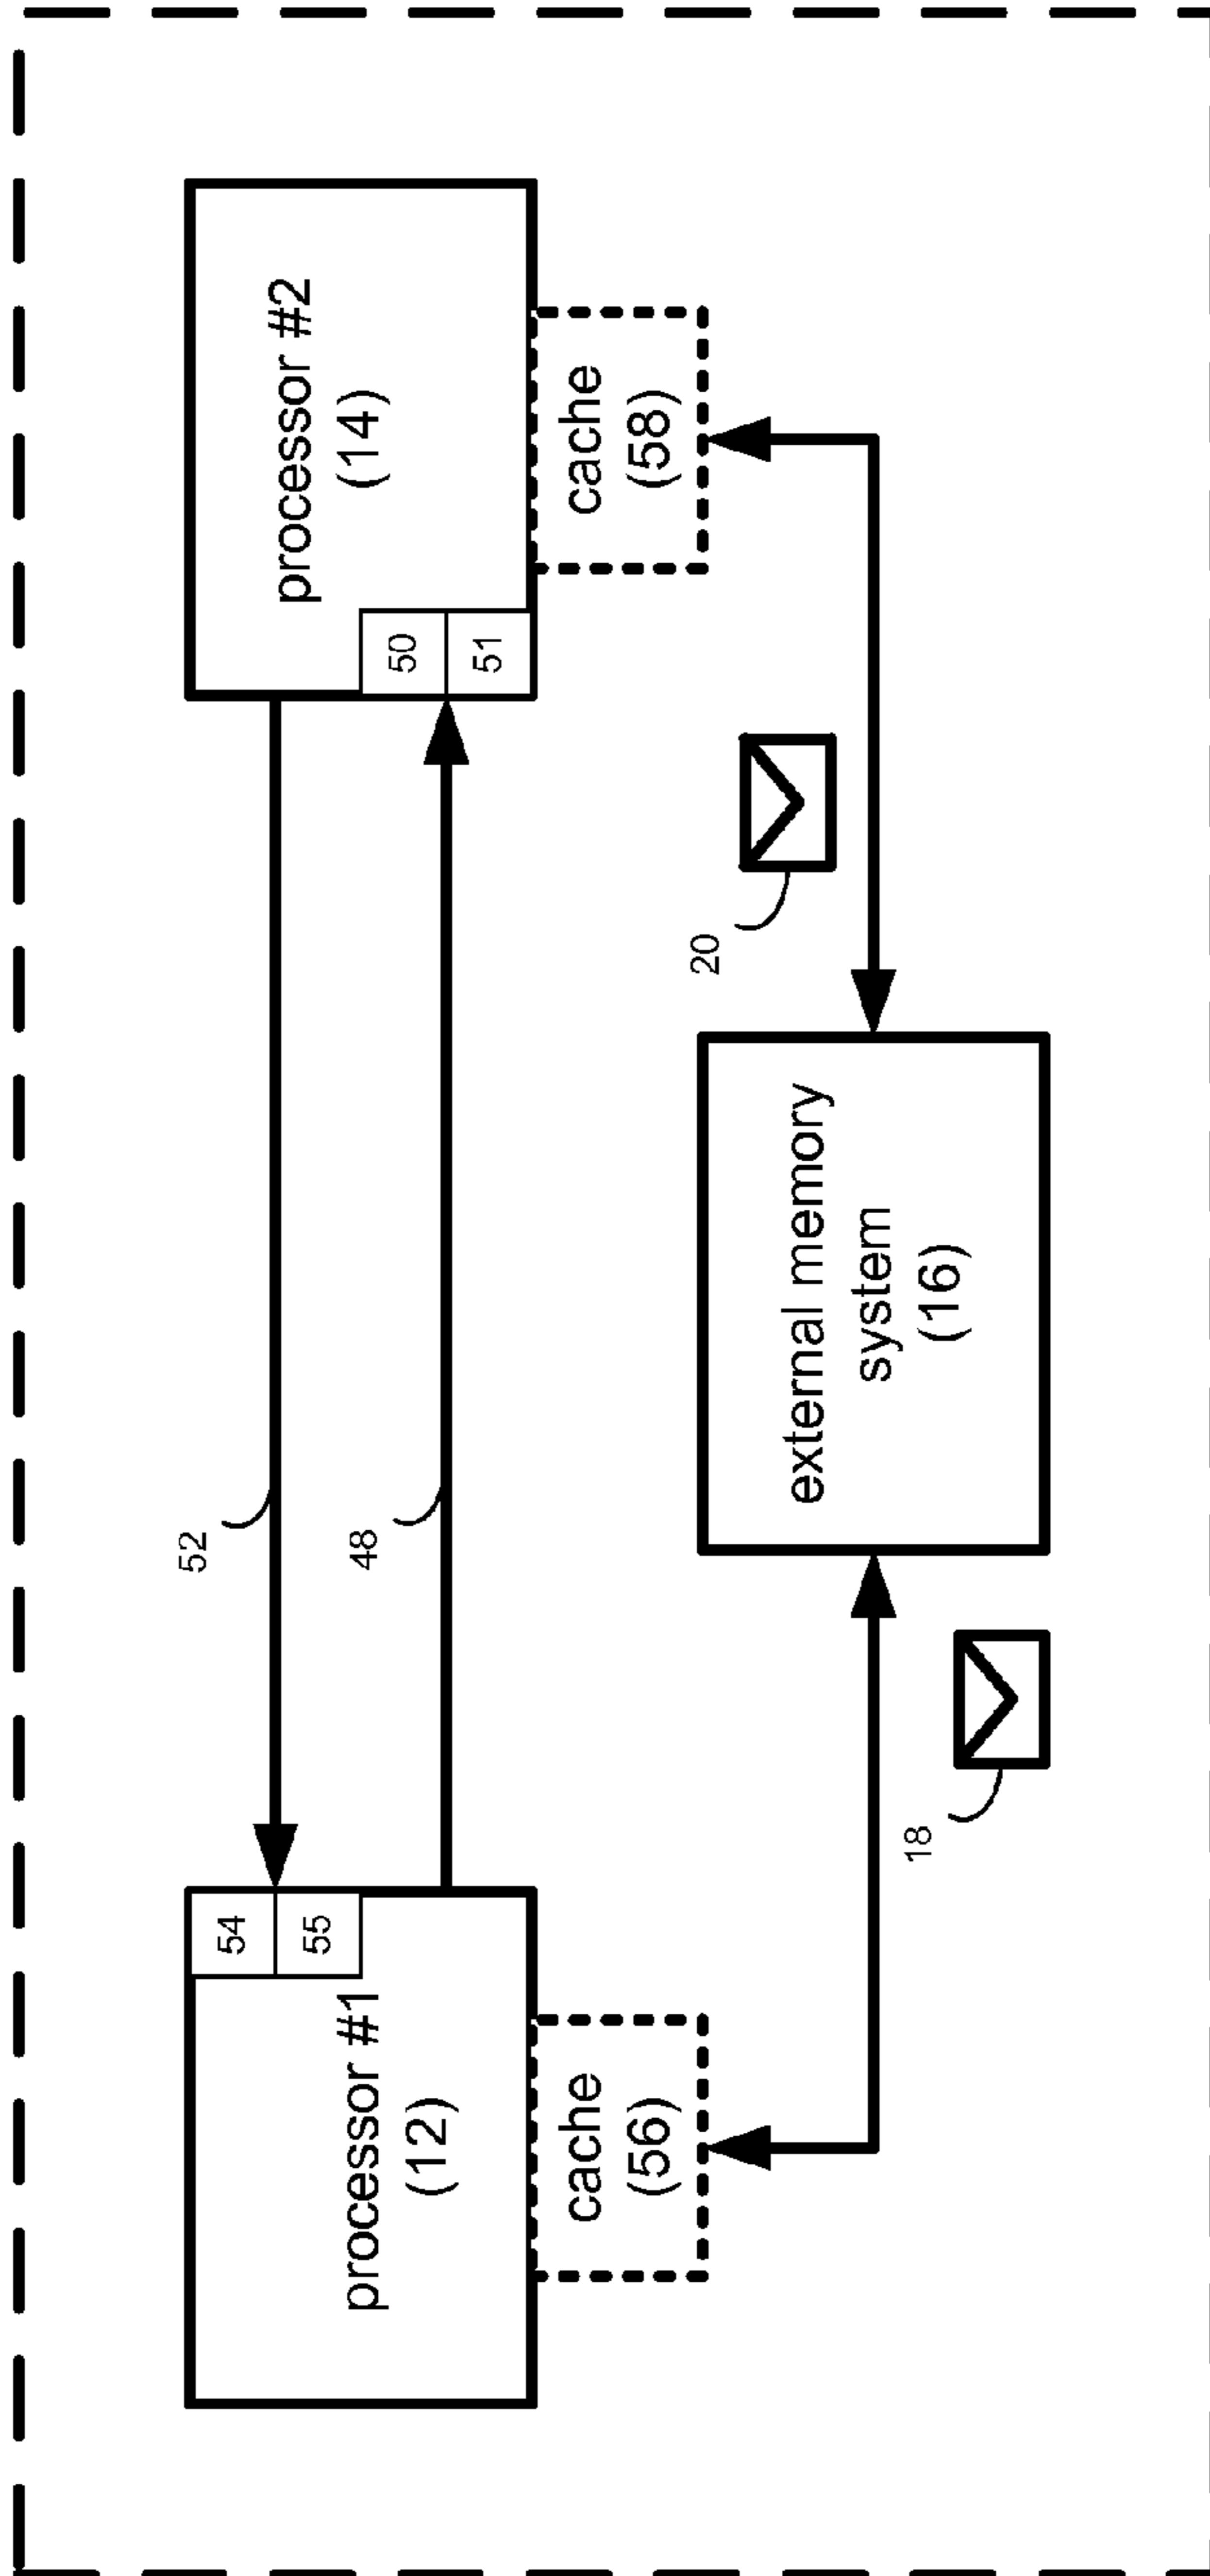 52
48
54
55
processor #1
(12)
cache
(56)
processor #2
(14)
50
51
cache
(58)
20
external memory
system
(16)
18